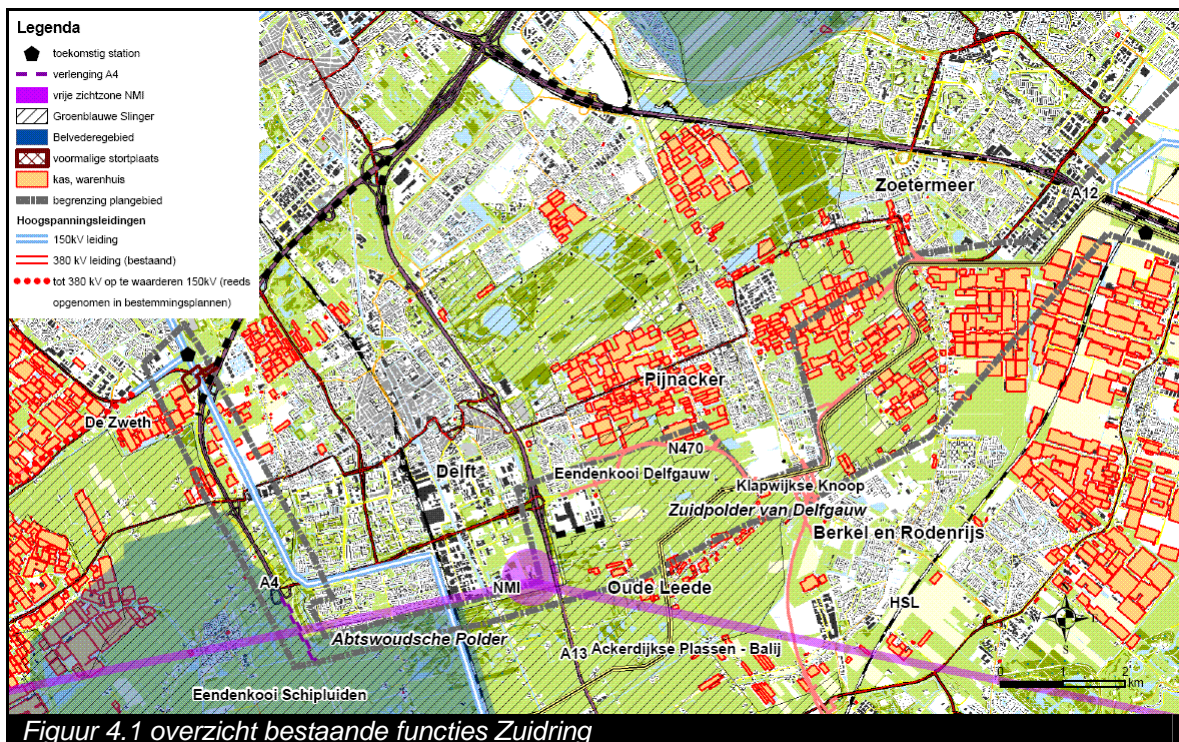 Legenda
toekomstig station
verlenging A4
vrije zichtzone NMI
Groenblauwe Slinger
Belvederegebied
voormalige stortplaats
kas, warenhuis
begrenzing plangebied
Hoogspanningsleidingen
150kV leiding
380 kV leiding (bestaand)
tot 380 kV op te waarderen 150kV (reeds
opgenomen in bestemmingsplannen)
Zoetermeer
A12
Pijnacker
De Zweth
N470
Delft
Eendenkooi Delfgauw
Klapwijkse Knoop
Zuidpolder van Delfgauw
Berkel en Rodenrijs
A4
NMI
Oude Leede
HSL
Abtswoudsche Polder
A13
Ackerdijkse Plassen - Balij
Eendenkooi Schipluiden
E
S
0 1 2
km
Figuur 4.1 overzicht bestaande functies Zuidring